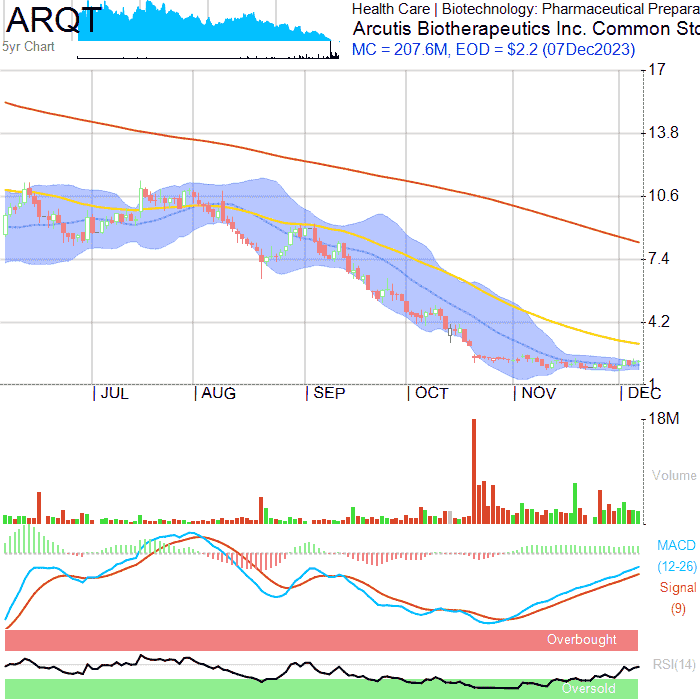 ARQT
5yr Chart
Health Care | Biotechnology: Pharmaceutical Prepara
Arcutis Biotherapeutics Inc. Common Sto
MC = 207.6M, EOD = $2.2 (07Dec2023)
17
13.8
10.6
7.4
4.2
1
JUL
AUG
SEP
OCT
NOV
DEC
18M
Volume
MACD
(12-26)
Signal
(9)
Overbought
RSI(14)
Oversold